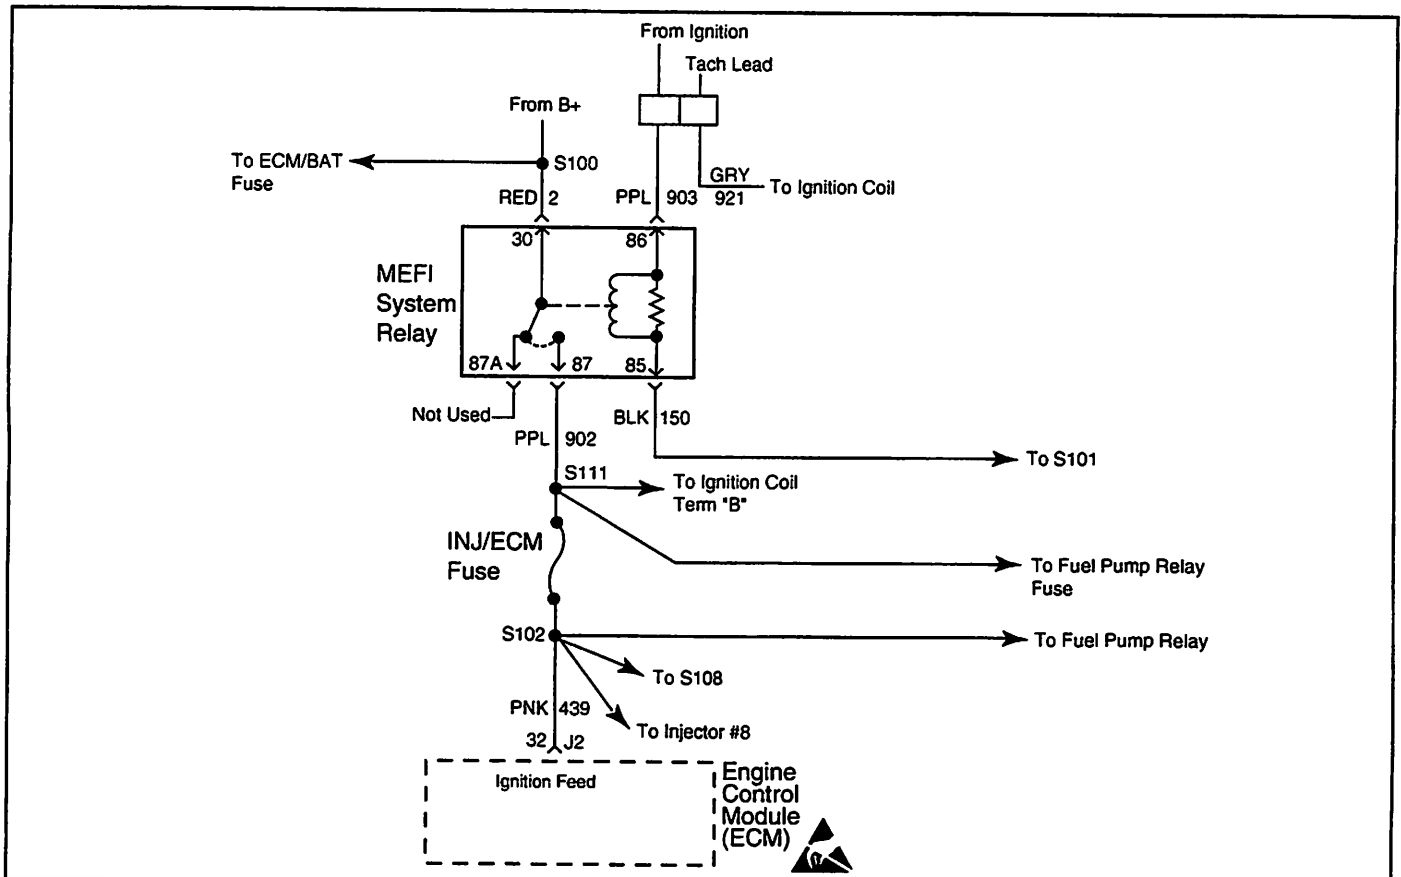 From Ignition
Tach Lead
From B+
To ECM/BAT
Fuse
S100
GRY
921
To Ignition Coil
RED 2
PPL 903
30
86
MEFI
System
Relay
87A
87
85
Not Used
BLK 150
PPL 902
To S101
S111
To Ignition Coil
Term "B"
INJ/ECM
Fuse
To Fuel Pump Relay
Fuse
S102
To Fuel Pump Relay
To S108
PNK 439
To Injector #8
32 J2
Ignition Feed
Engine
Control
Module
(ECM)